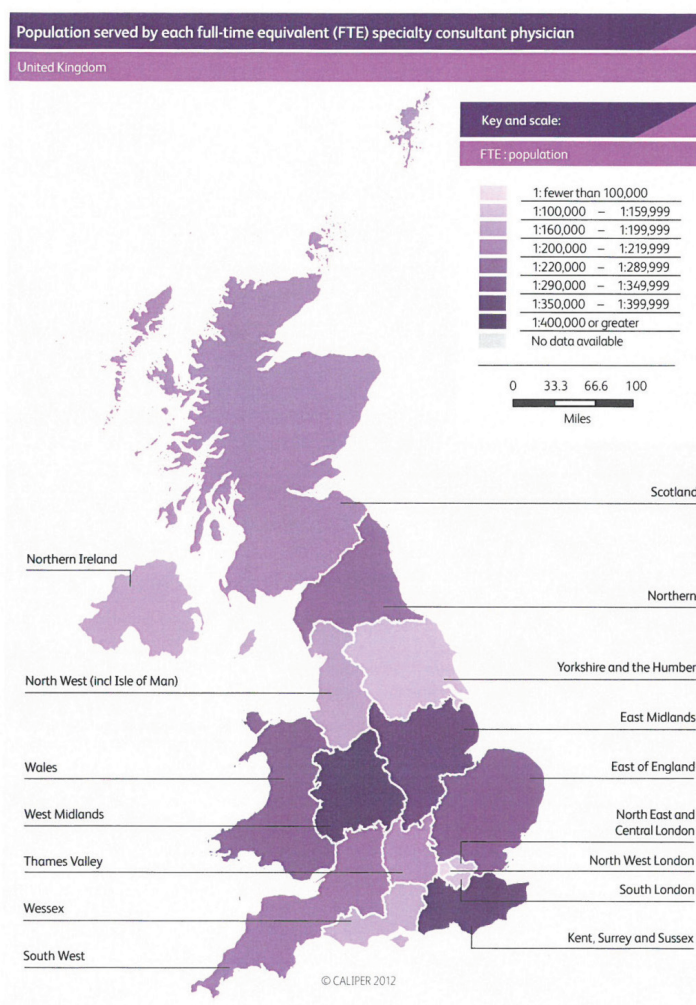 Population served by each full-time equivalent (FTE) specialty consultant physician
United Kingdom
Key and scale:
FTE : population
1: fewer than 100,000
1:100,000 – 1:159,999
1:160,000 – 1:199,999
1:200,000 – 1:219,999
1:220,000 – 1:289,999
1:290,000 – 1:349,999
1:350,000 – 1:399,999
1:400,000 or greater
No data available
0 33.3 66.6 100
Miles
Scotland
Northern Ireland
Northern
Yorkshire and the Humber
North West (incl Isle of Man)
East Midlands
Wales
East of England
West Midlands
North East and
Central London
Thames Valley
North West London
South London
Wessex
Kent, Surrey and Sussex
South West
© CALIPER 2012